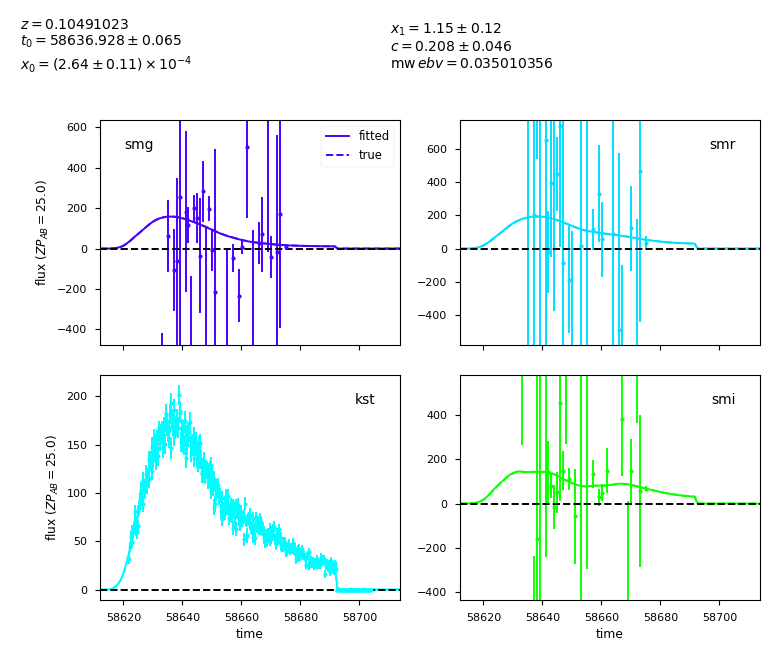 z = 0.10491023
t₀ = 58636.928 ± 0.065
x₀ = (2.64 ± 0.11) × 10⁻⁴
x₁ = 1.15 ± 0.12
c = 0.208 ± 0.046
mw ebv = 0.035010356
smg
fitted
true
600
400
200
0
−200
−400
flux (ZP_AB = 25.0)
smr
600
400
200
0
−200
−400
kst
200
150
100
50
0
flux (ZP_AB = 25.0)
58620 58640 58660 58680 58700
time
smi
400
200
0
−200
−400
58620 58640 58660 58680 58700
time